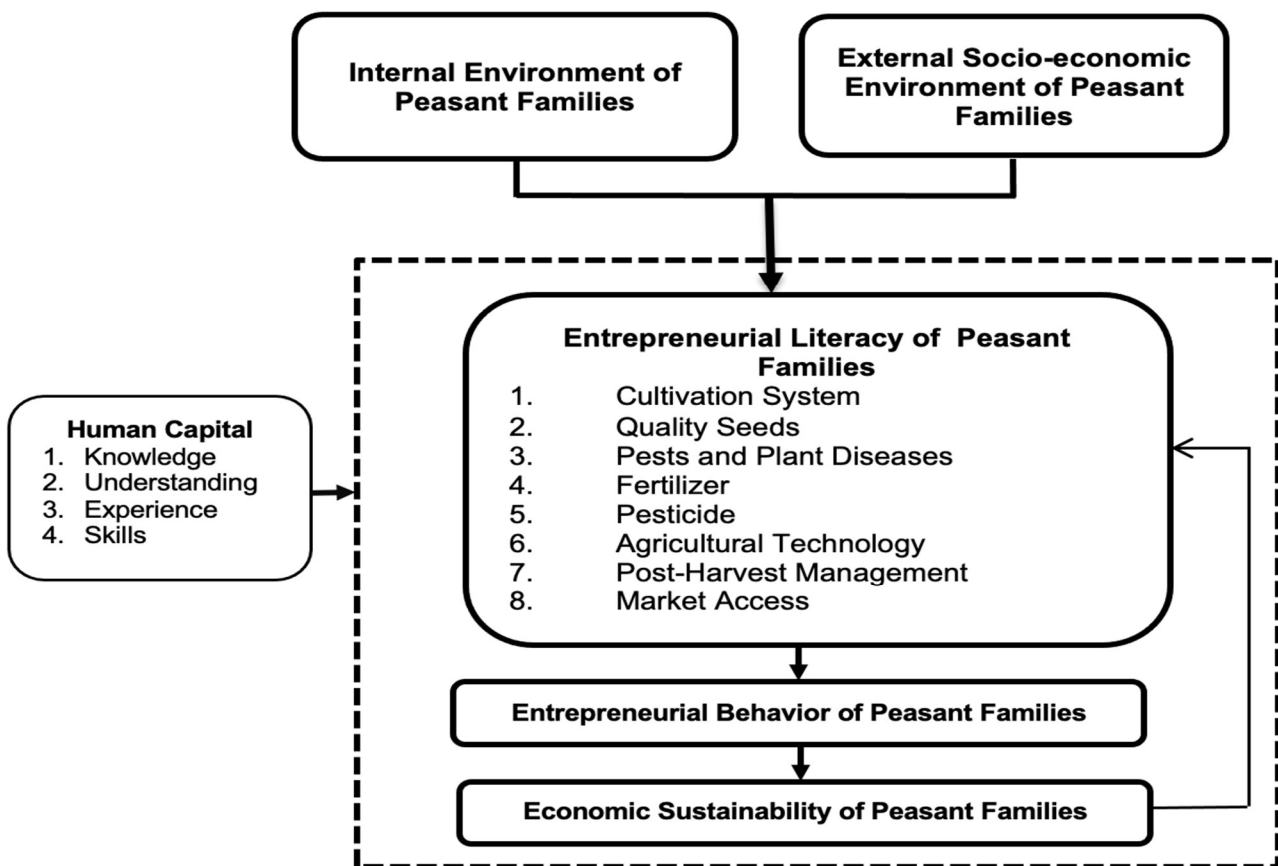 Internal Environment of
Peasant Families
External Socio-economic
Environment of Peasant
Families
Entrepreneurial Literacy of Peasant
Families
1. Cultivation System
2. Quality Seeds
3. Pests and Plant Diseases
4. Fertilizer
5. Pesticide
6. Agricultural Technology
7. Post-Harvest Management
8. Market Access
Human Capital
1. Knowledge
2. Understanding
3. Experience
4. Skills
Entrepreneurial Behavior of Peasant Families
Economic Sustainability of Peasant Families